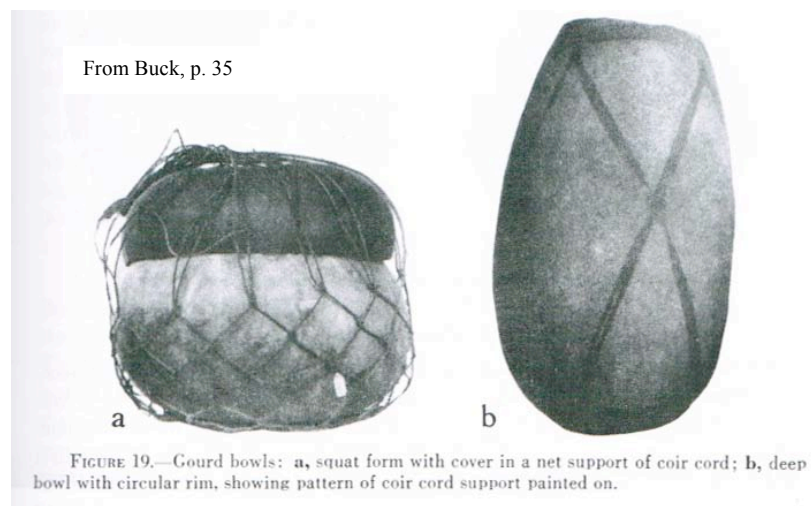 From Buck, p. 35
a
b
FIGURE 19.—Gourd bowls: a, squat form with cover in a net support of coir cord; b, deep
bowl with circular rim, showing pattern of coir cord support painted on.